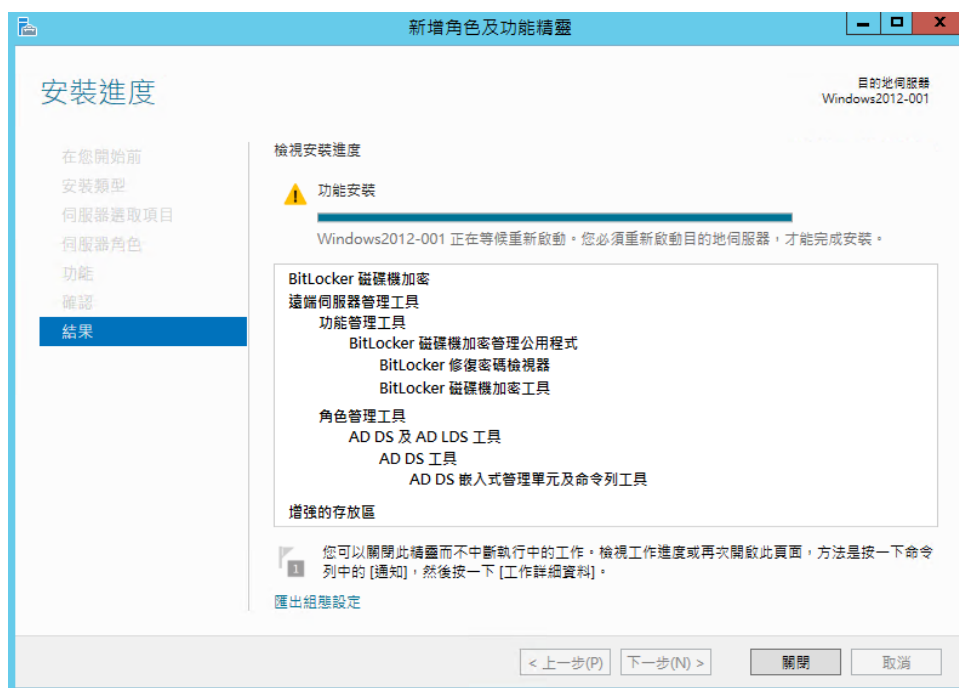 新增角色及功能精靈
安裝進度
目的地伺服器
Windows2012-001
在您開始前
安裝類型
伺服器選取項目
伺服器角色
功能
確認
結果
檢視安裝進度
功能安裝
Windows2012-001 正在等候重新啟動。您必須重新啟動目的地伺服器，才能完成安裝。
BitLocker 磁碟機加密
遠端伺服器管理工具
功能管理工具
BitLocker 磁碟機加密管理公用程式
BitLocker 修復密碼檢視器
BitLocker 磁碟機加密工具
角色管理工具
AD DS 及 AD LDS 工具
AD DS 工具
AD DS 嵌入式管理單元及命令列工具
增強的存放區
1
您可以關閉此精靈而不中斷執行中的工作。檢視工作進度或再次開啟此頁面，方法是按一下命令
列中的 [通知]，然後按一下 [工作詳細資料]。
匯出組態設定
< 上一步(P)
下一步(N) >
關閉
取消